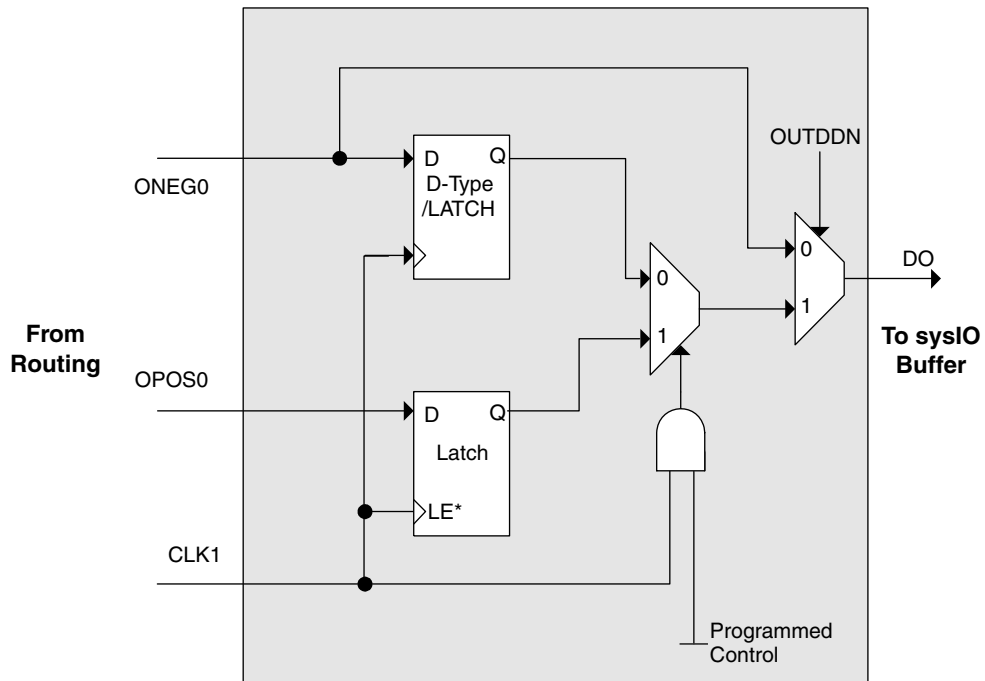 OUTDDN
ONEG0
D
Q
D-Type
/LATCH
0
0
1
DO
From
Routing
1
To sysIO
Buffer
OPOS0
D
Q
Latch
LE*
CLK1
Programmed
Control